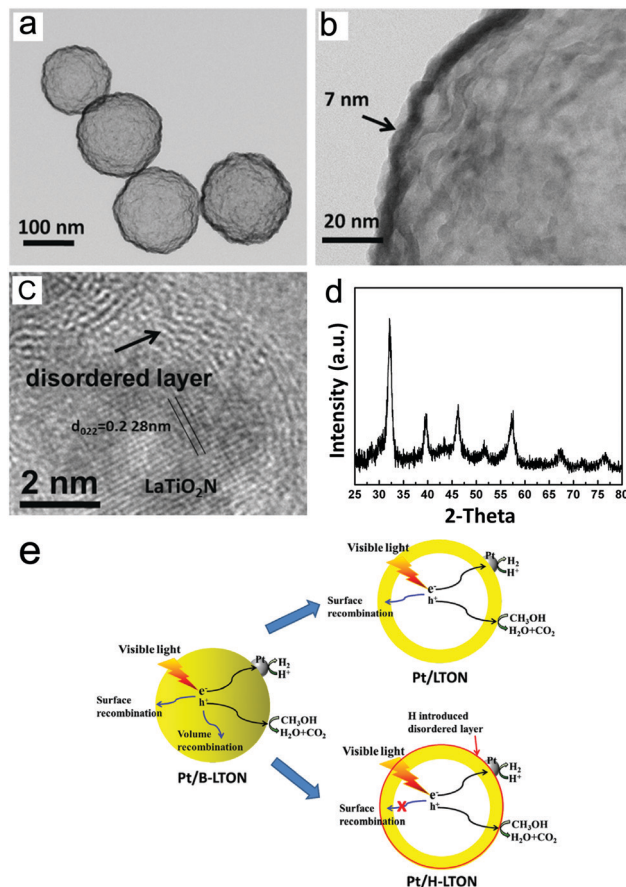 a
100 nm
b
7 nm
20 nm
c
disordered layer
d₀₂₂=0.2 28nm
2 nm
LaTiO₂N
d
Intensity (a.u.)
25 30 35 40 45 50 55 60 65 70 75 80
2-Theta
e
Visible light
Pt
H₂
H⁺
e⁻
h⁺
Surface
recombination
Volume
recombination
CH₃OH
H₂O+CO₂
Pt/B-LTON
Visible light
Pt
H₂
H⁺
e⁻
h⁺
Surface
recombination
CH₃OH
H₂O+CO₂
Pt/LTON
H introduced
disordered layer
Visible light
Pt
H₂
H⁺
e⁻
h⁺
X
Surface
recombination
CH₃OH
H₂O+CO₂
Pt/H-LTON